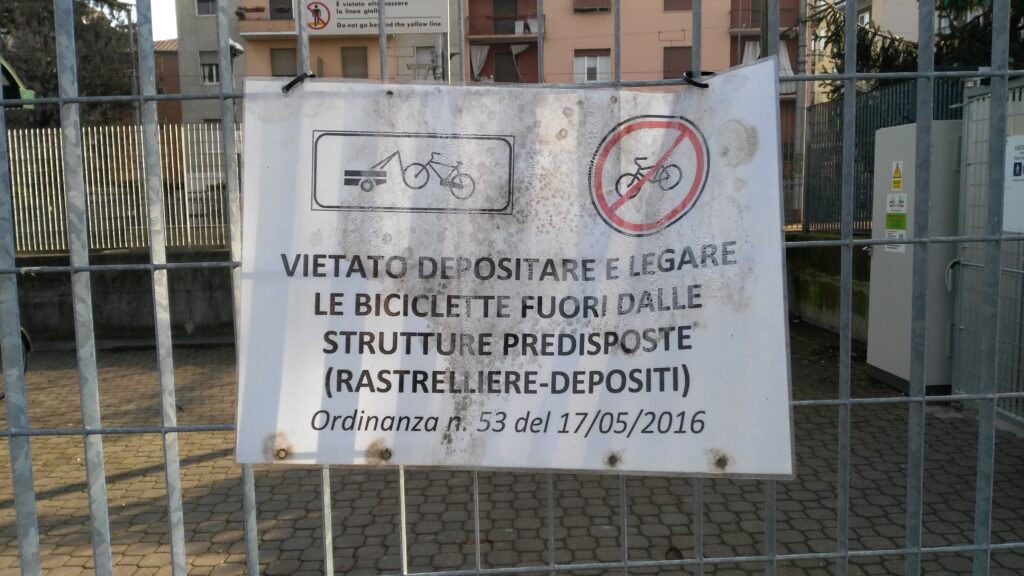 È vietato oltrepassare
la linea gialla
Do not go beyond the yellow line
VIETATO DEPOSITARE E LEGARE
LE BICICLETTE FUORI DALLE
STRUTTURE PREDISPOSTE
(RASTRELLIERE-DEPOSITI)
Ordinanza n. 53 del 17/05/2016